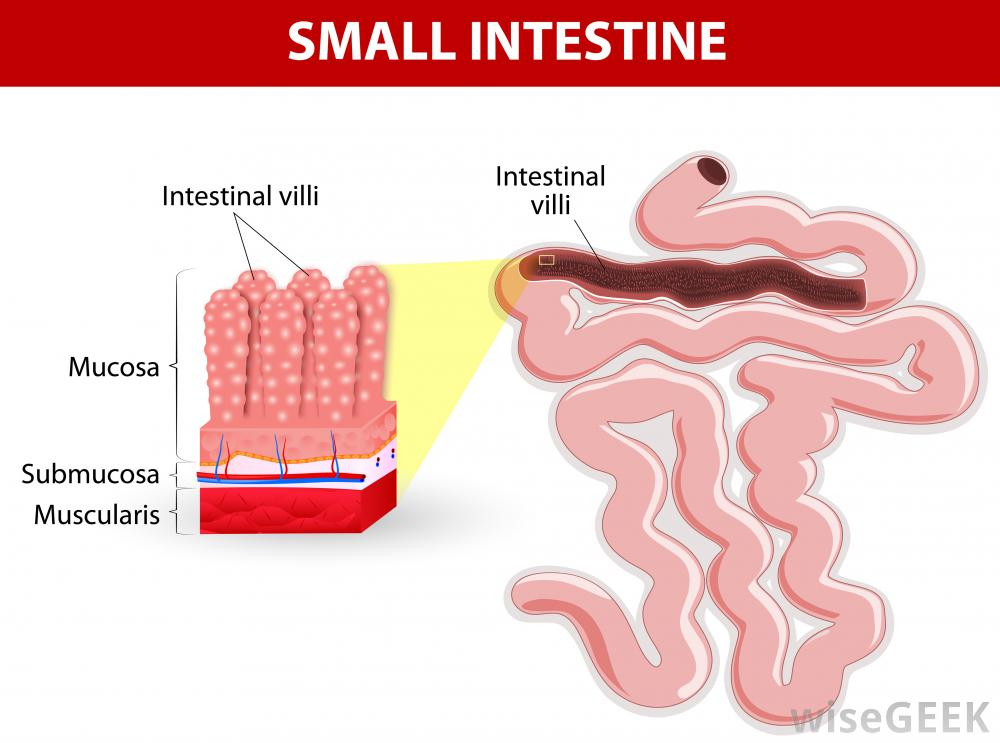 SMALL INTESTINE
Intestinal villi
Intestinal
villi
Mucosa
Submucosa
Muscularis
wiseGEEK